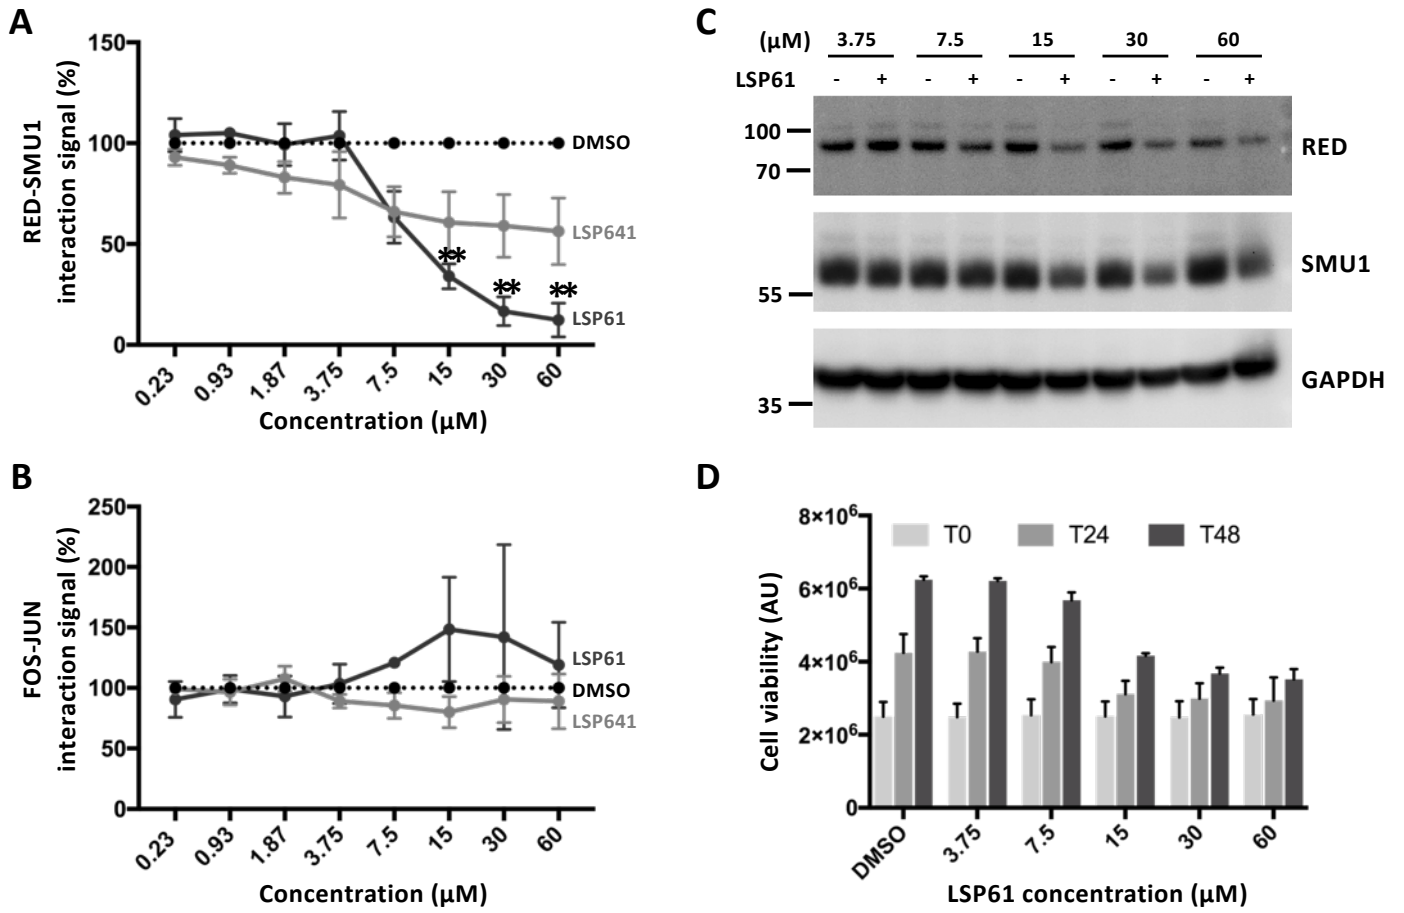 A
RED-SMU1
interaction signal (%)
150
100
50
0
DMSO
LSP641
LSP61
**
**
**
0.23 0.93 1.87 3.75 7.5 15 30 60
Concentration (µM)
B
FOS-JUN
interaction signal (%)
250
200
150
100
50
0
LSP61
DMSO
LSP641
0.23 0.93 1.87 3.75 7.5 15 30 60
Concentration (µM)
C
(µM) 3.75 7.5 15 30 60
LSP61 - + - + - + - + - +
100
70
RED
55
SMU1
35
GAPDH
D
Cell viability (AU)
8×10⁶
6×10⁶
4×10⁶
2×10⁶
0
T0 T24 T48
DMSO 3.75 7.5 15 30 60
LSP61 concentration (µM)